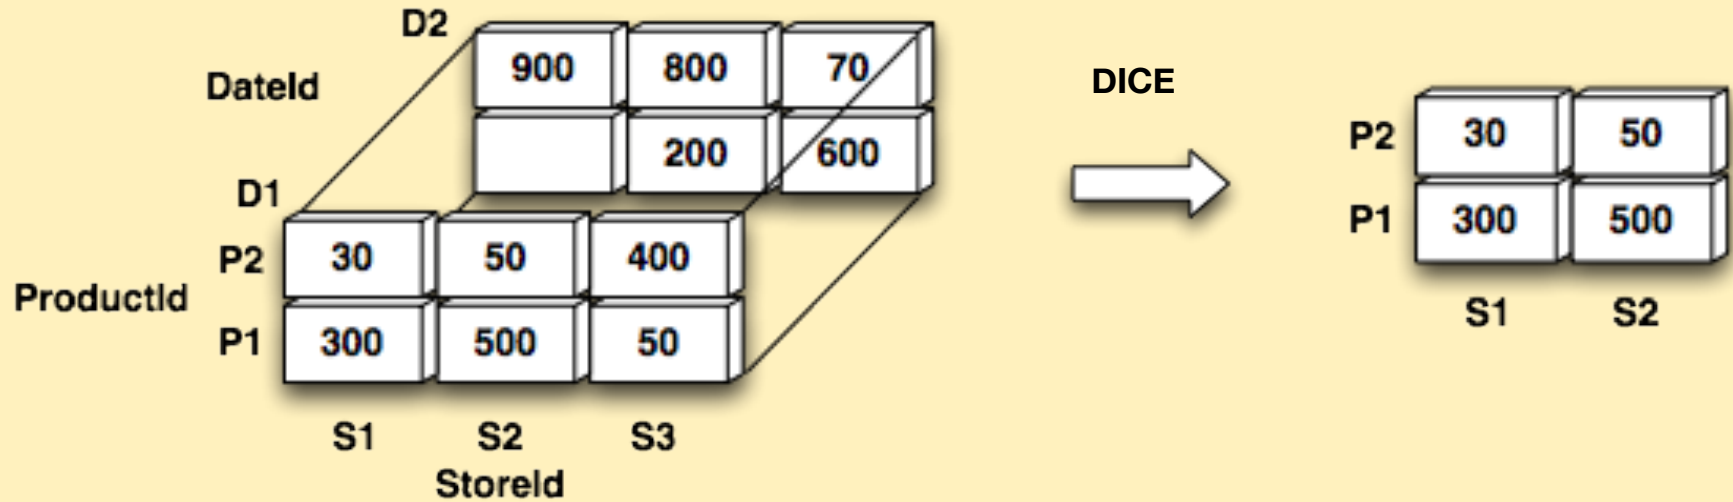 D2
900 800 70
DateId
200 600
D1
P2 30 50 400
ProductId
P1 300 500 50
S1 S2 S3
StoreId
DICE
P2 30 50
P1 300 500
S1 S2